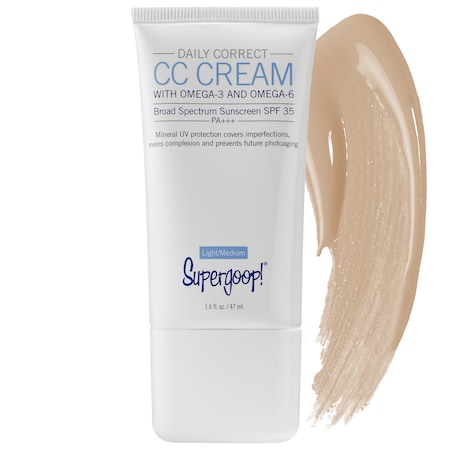 DAILY CORRECT
CC CREAM
WITH OMEGA-3 AND OMEGA-6
Broad Spectrum Sunscreen SPF 35
PA+++
Mineral UV protection covers imperfections,
evens complexion and prevents future photoaging
Light/Medium
Supergoop!®
1.6 fl. oz. / 47 ml.